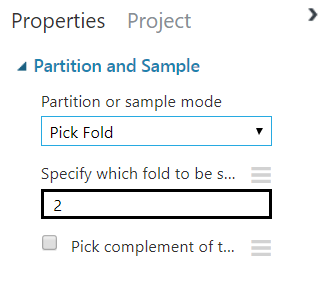 Properties Project
Partition and Sample
Partition or sample mode
Pick Fold
Specify which fold to be s...
2
Pick complement of t...